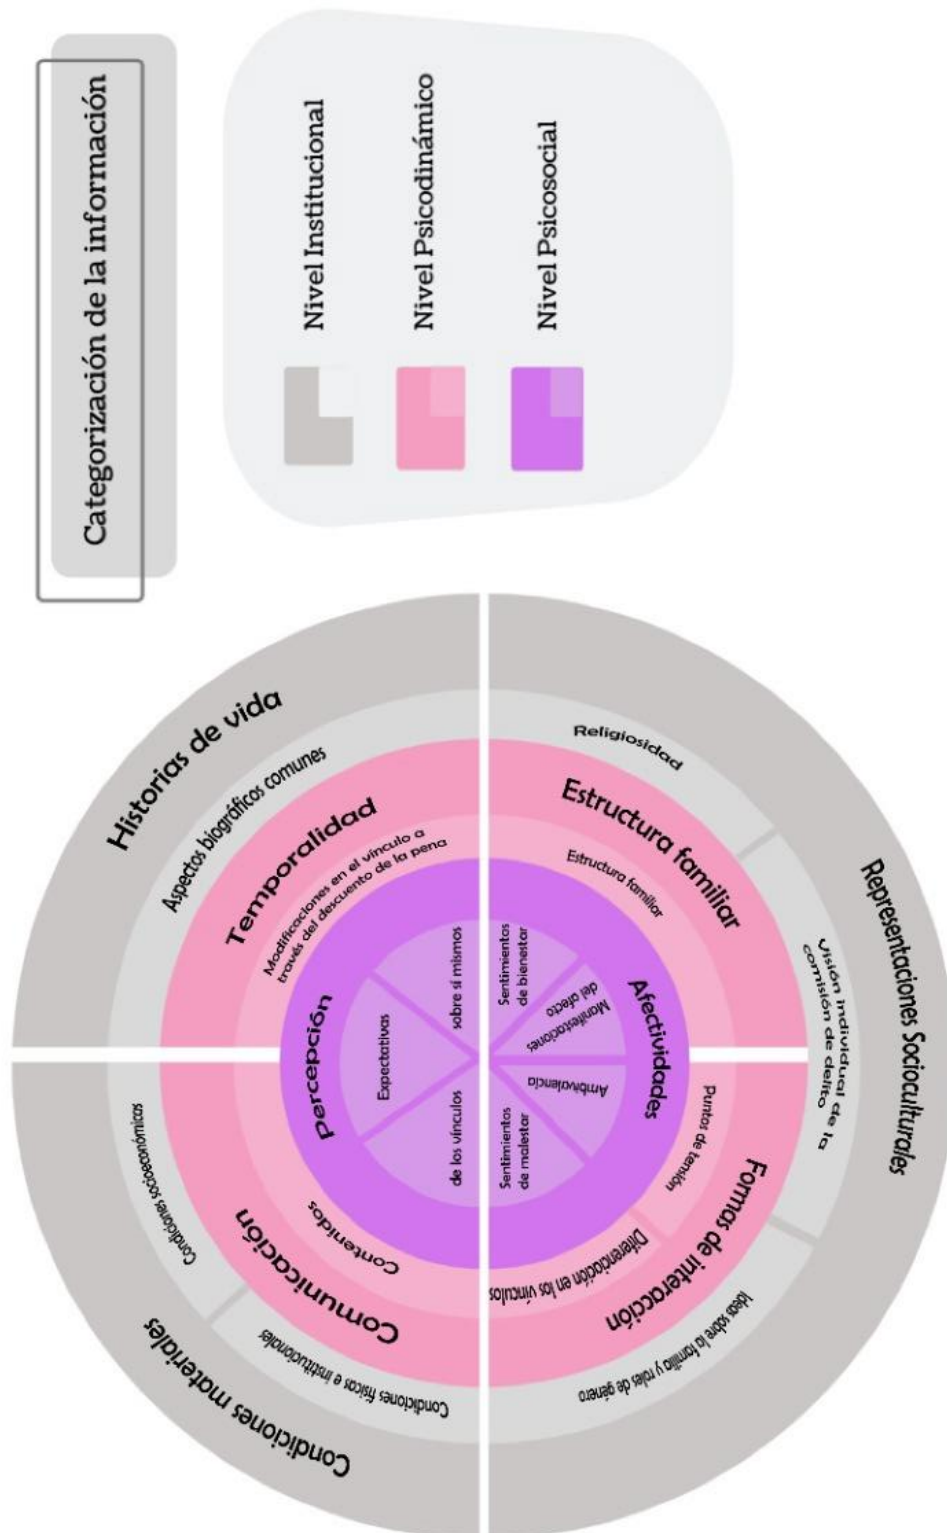 Categorización de la información
Nivel Institucional
Nivel Psicodinámico
Nivel Psicosocial
Historias de vida
Aspectos biográficos comunes
Temporalidad
Modificaciones en el vínculo a
través del descuento de la pena
Condiciones materiales
Condiciones socioeconómicas
Condiciones físicas e institucionales
Comunicación
Contenidos
Percepción
sobre sí mismos
Expectativas
de los vínculos
Representaciones Socioculturales
Religiosidad
Visión individual de la
comisión de delito
Ideas sobre la familia y roles de género
Estructura familiar
Estructura familiar
Formas de interacción
Puntos de tensión
Diferenciación en los vínculos
Afectividades
Sentimientos
de bienestar
Manifestaciones
del afecto
Ambivalencia
Sentimientos
de malestar